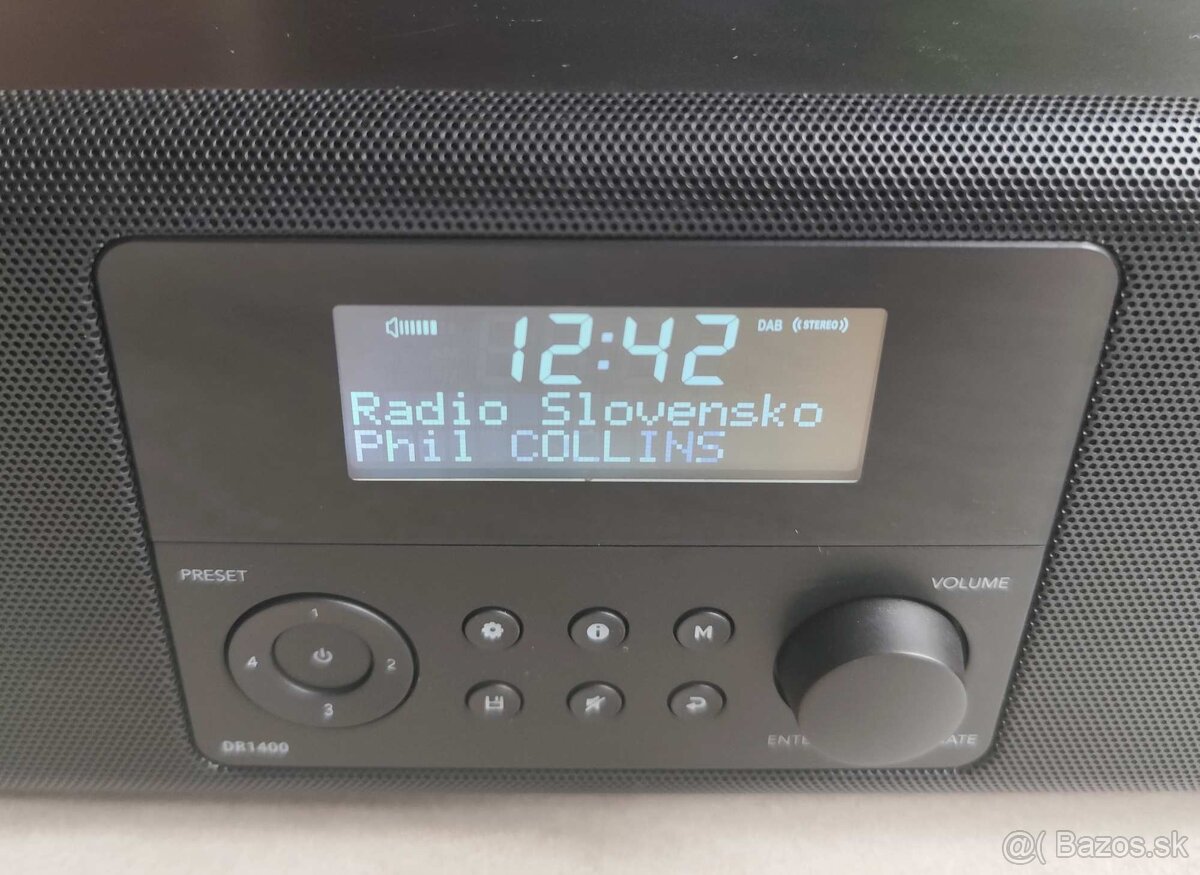 12:42
DAB ((STEREO))
Radio Slovensko
Phil COLLINS
PRESET
VOLUME
1
4 2
3
M
DR1400
@( Bazos.sk